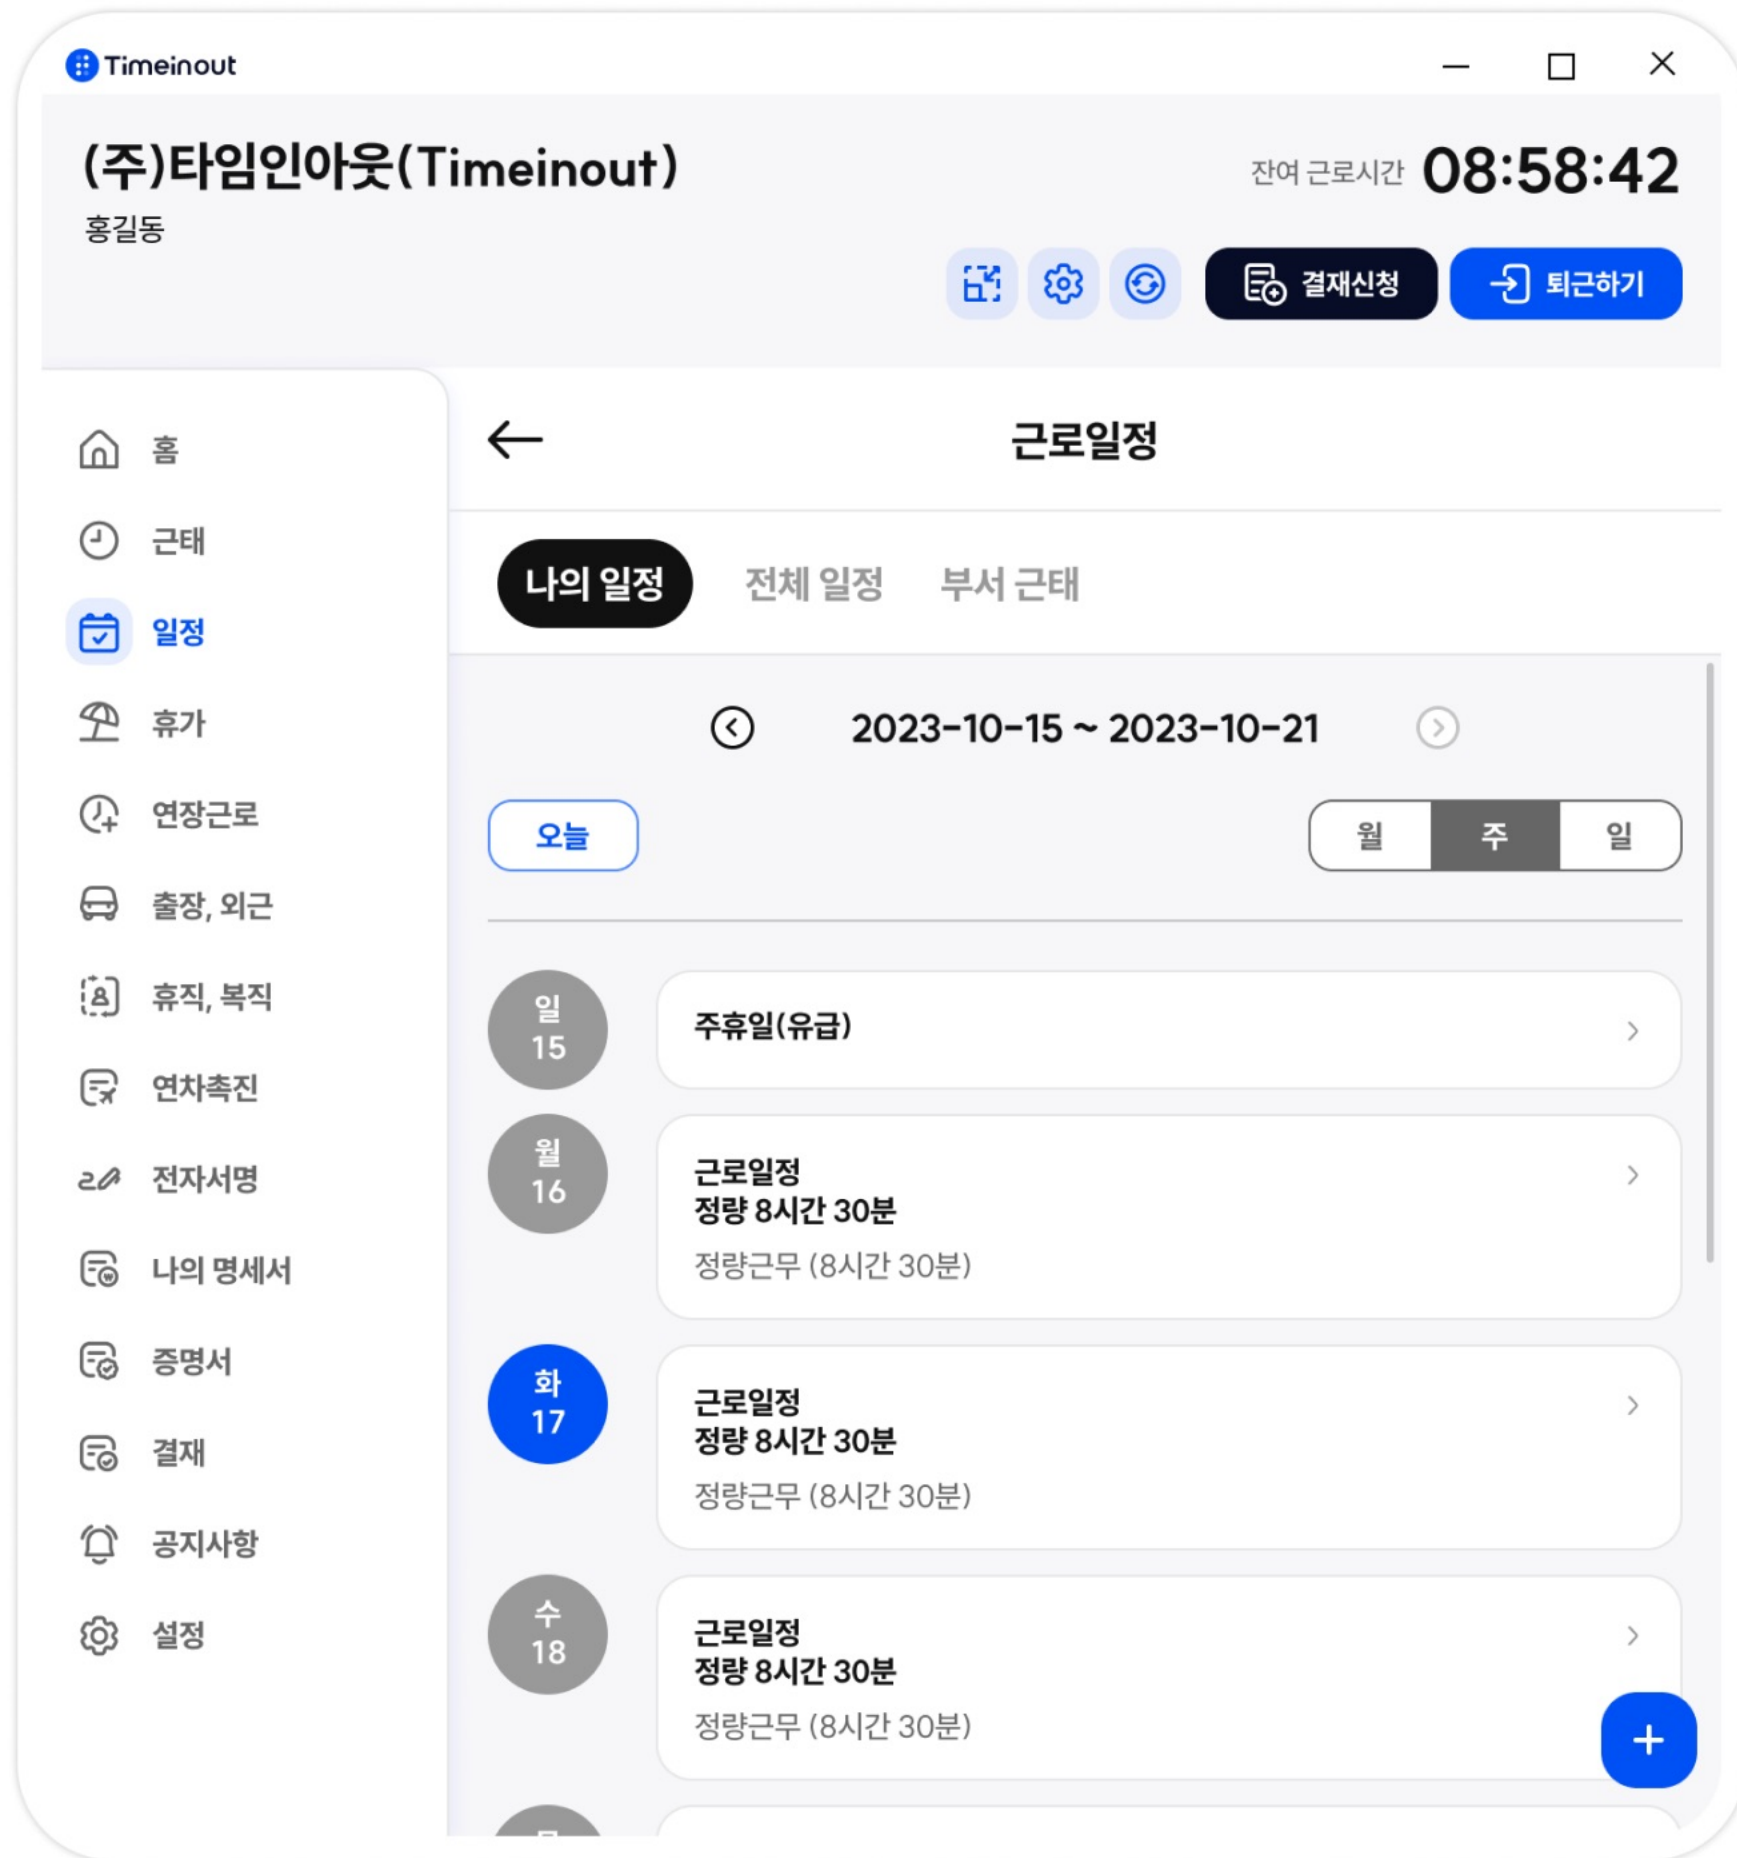 Timeinout
(주)타임인아웃(Timeinout)
홍길동
잔여 근로시간 08:58:42
결재신청
퇴근하기
홈
근태
일정
휴가
연장근로
출장, 외근
휴직, 복직
연차촉진
전자서명
나의 명세서
증명서
결재
공지사항
설정
근로일정
나의 일정 전체 일정 부서 근태
2023-10-15 ~ 2023-10-21
오늘
월 주 일
일
15
주휴일(유급)
월
16
근로일정
정량 8시간 30분
정량근무 (8시간 30분)
화
17
근로일정
정량 8시간 30분
정량근무 (8시간 30분)
수
18
근로일정
정량 8시간 30분
정량근무 (8시간 30분)